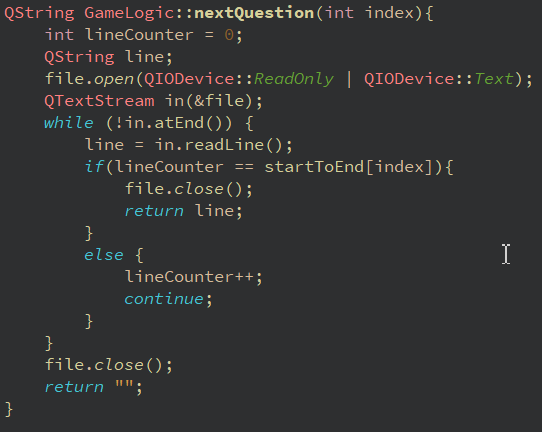 QString GameLogic::nextQuestion(int index){
    int lineCounter = 0;
    QString line;
    file.open(QIODevice::ReadOnly | QIODevice::Text);
    QTextStream in(&file);
    while (!in.atEnd()) {
        line = in.readLine();
        if(lineCounter == startToEnd[index]){
            file.close();
            return line;
        }
        else {
            lineCounter++;
            continue;
        }
    }
    file.close();
    return "";
}